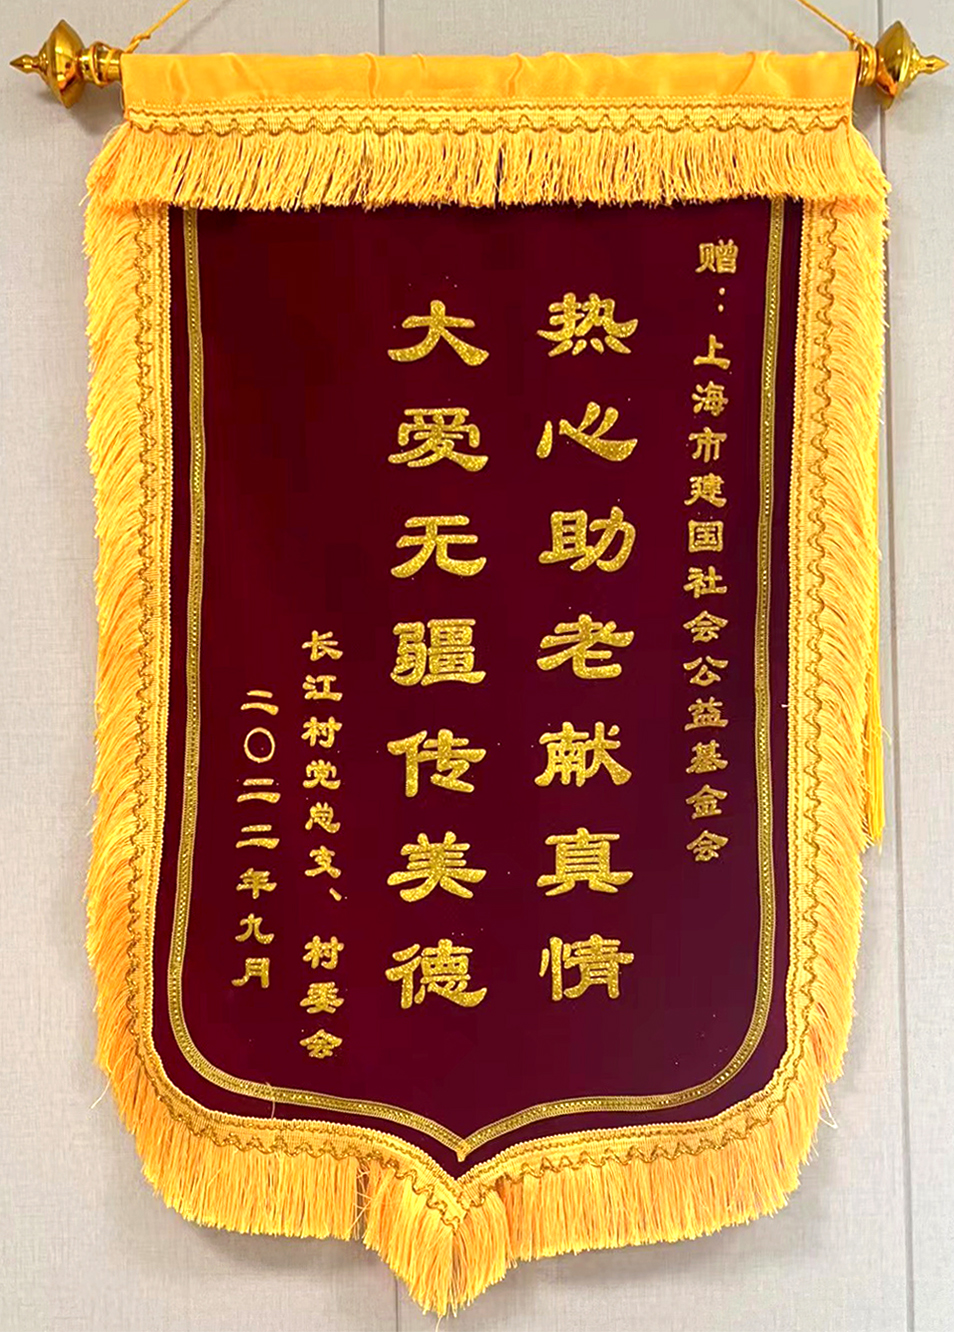 赠：上海市建国社会公益基金会
热心助老献真情
大爱无疆传美德
长江村党总支、村委会
二〇二二年九月